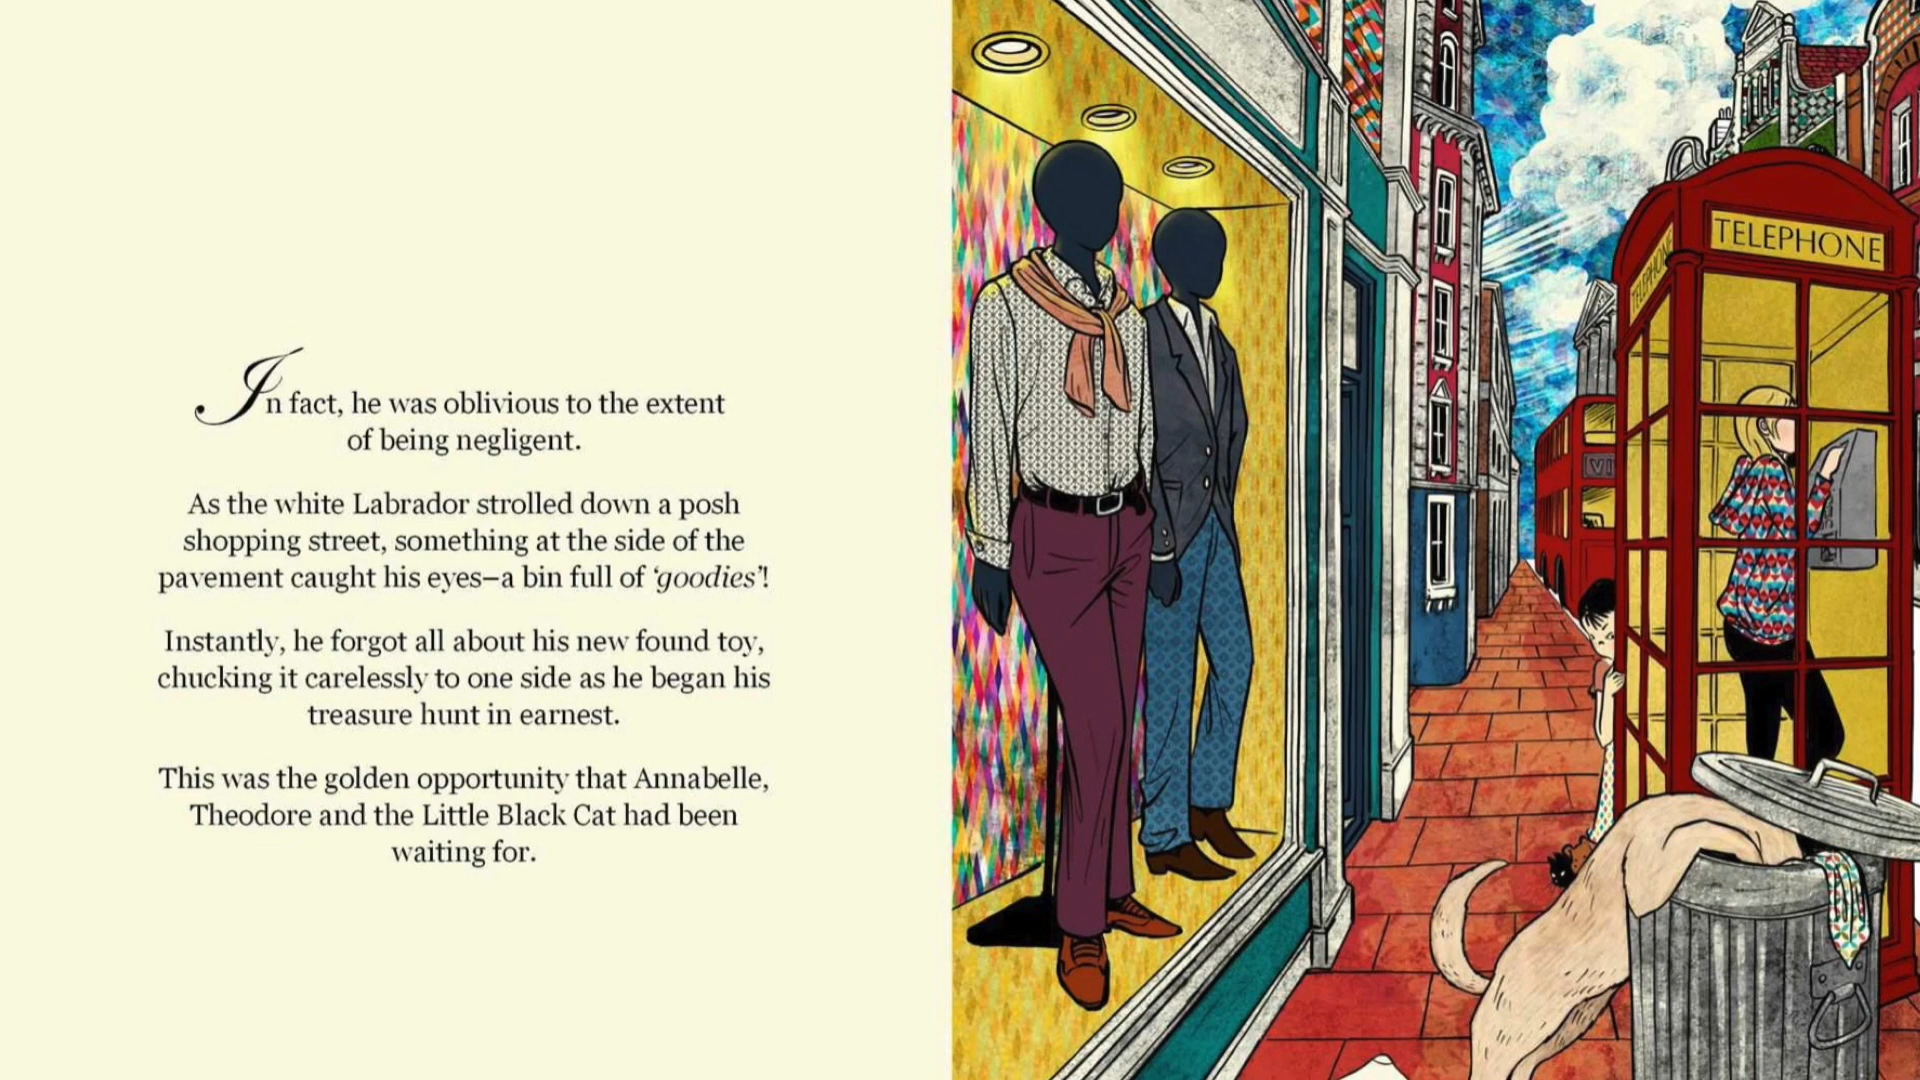 In fact, he was oblivious to the extent
of being negligent.
As the white Labrador strolled down a posh
shopping street, something at the side of the
pavement caught his eyes—a bin full of ‘goodies’!
Instantly, he forgot all about his new found toy,
chucking it carelessly to one side as he began his
treasure hunt in earnest.
This was the golden opportunity that Annabelle,
Theodore and the Little Black Cat had been
waiting for.
TELEPHONE
TELEPHONE